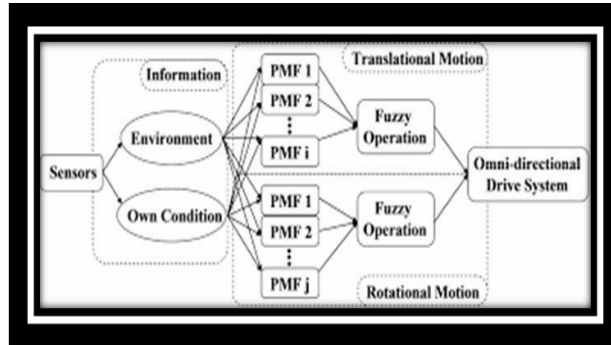 Information
Translational Motion
PMF 1
PMF 2
PMF i
Environment
Fuzzy
Operation
Sensors
Omni-directional
Drive System
Own Condition
PMF 1
PMF 2
PMF j
Fuzzy
Operation
Rotational Motion